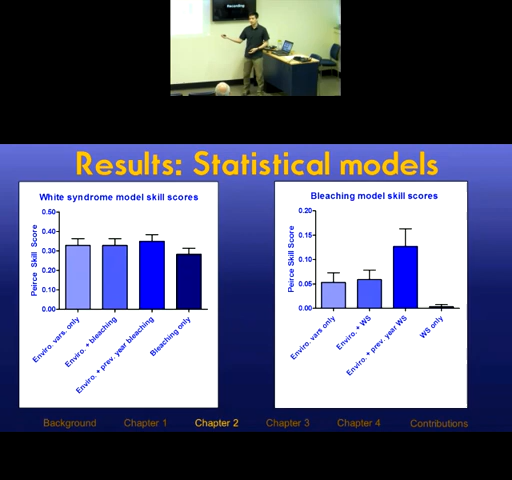 Recording
Results: Statistical models
White syndrome model skill scores
Peirce Skill Score
0.50
0.40
0.30
0.20
0.10
0.00
Enviro. vars. only
Enviro. + bleaching
Enviro. + prev. year bleaching
Bleaching only
Bleaching model skill scores
Peirce Skill Score
0.20
0.15
0.10
0.05
0.00
Enviro. vars only
Enviro. + WS
Enviro. + prev. year WS
WS only
Background Chapter 1 Chapter 2 Chapter 3 Chapter 4 Contributions